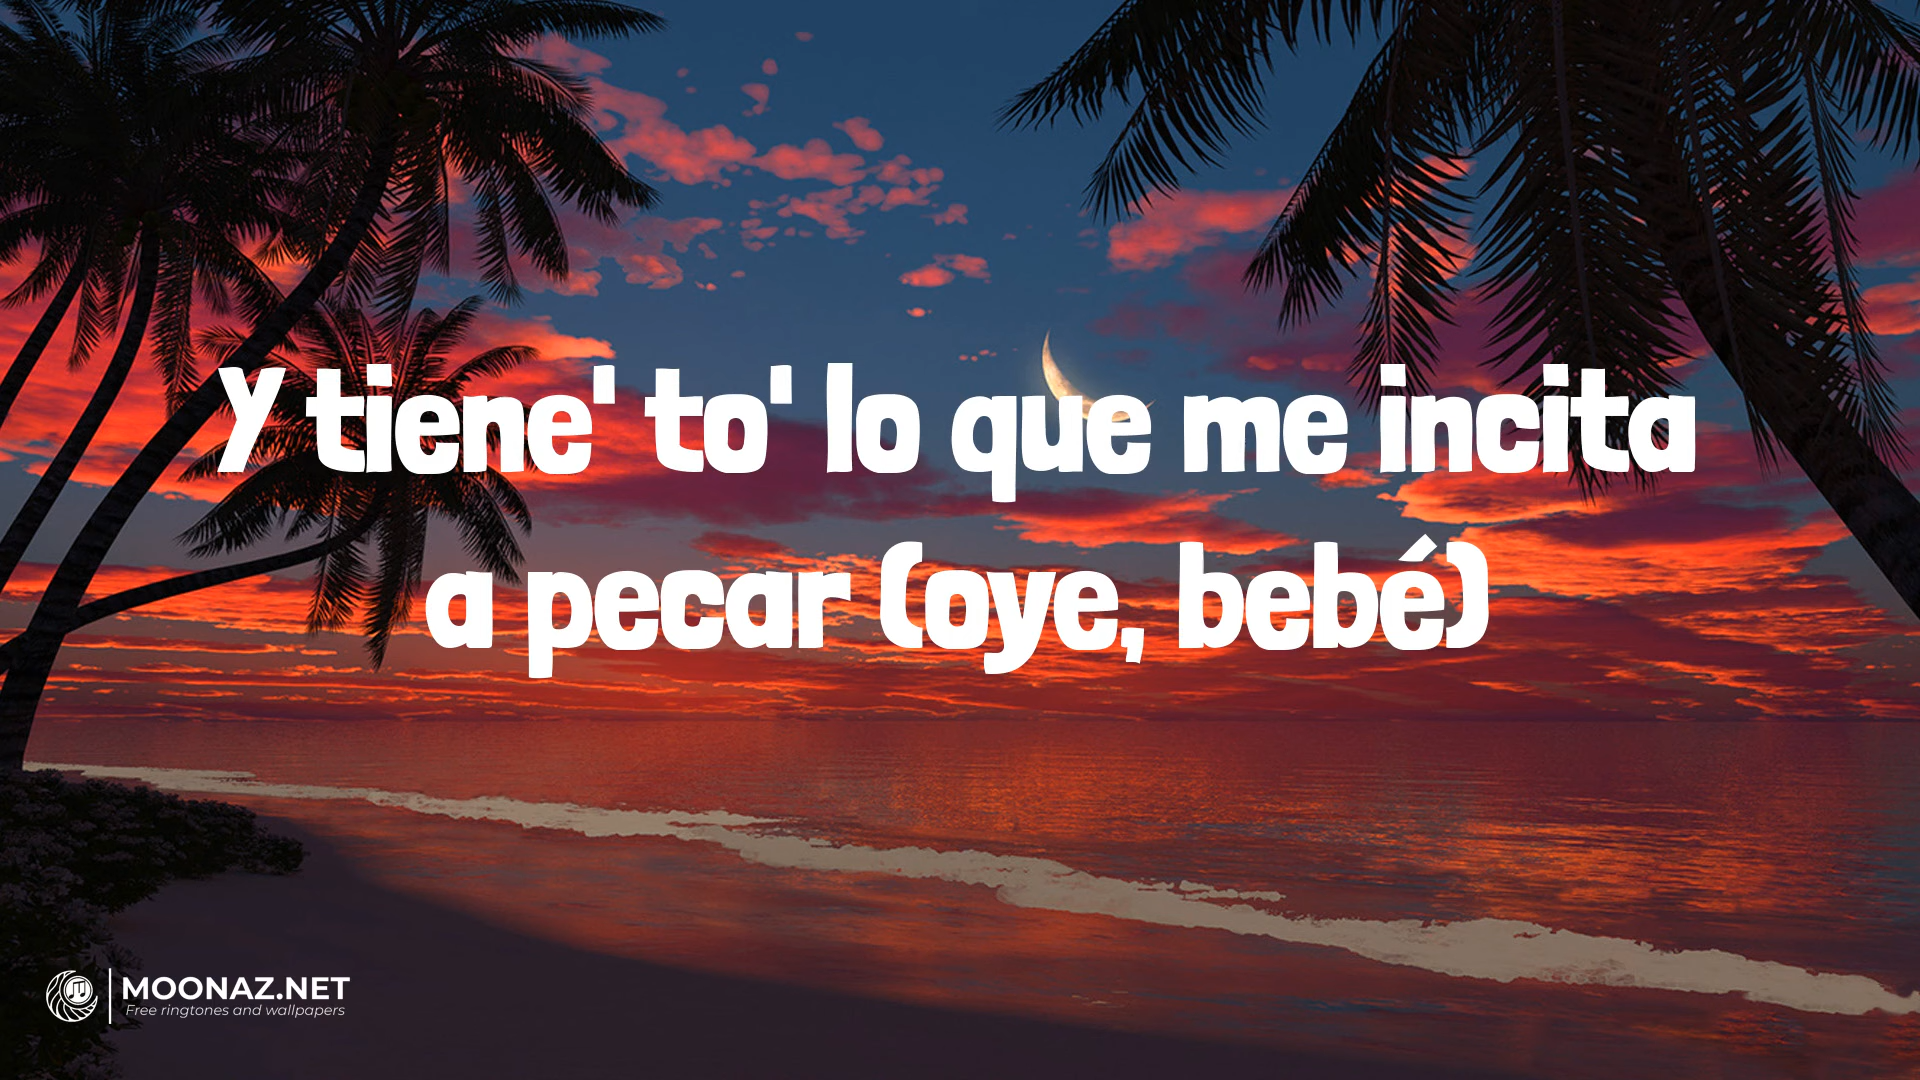 Y tiene' to' lo que me incita
a pecar (oye, bebé)
MOONAZ.NET
Free ringtones and wallpapers